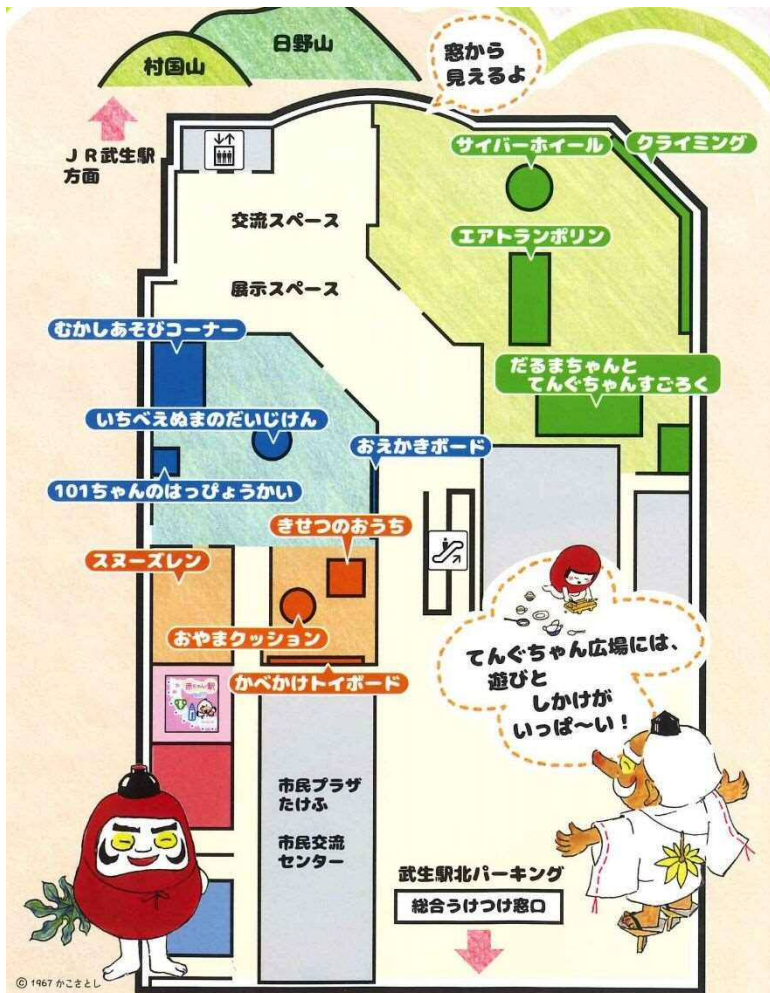 日野山
村国山
窓から
見えるよ
JR武生駅
方面
サイバーホイール
クライミング
交流スペース
エアトランポリン
展示スペース
むかしあそびコーナー
だるまちゃんと
てんぐちゃんすごろく
いちべえぬまのだいじけん
おえかきボード
101ちゃんのはっぴょうかい
きせつのおうち
スヌーズレン
おやまクッション
かべかけトイボード
てんぐちゃん広場には、
遊びと
しかけが
いっぱ〜い!
赤ちゃん駅
市民プラザ
たけふ
市民交流
センター
武生駅北パーキング
総合うけつけ窓口
© 1967 かこさとし